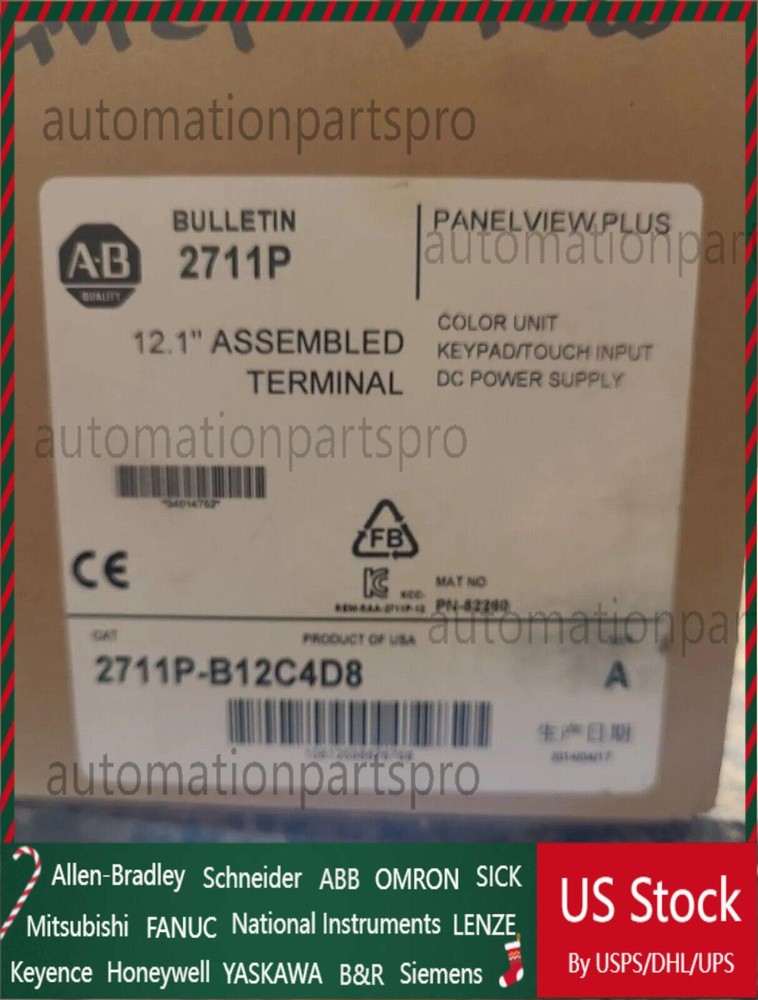 automationpartspro
A·B
QUALITY
BULLETIN
2711P
PANELVIEW PLUS
automationpar
12.1" ASSEMBLED
TERMINAL
COLOR UNIT
KEYPAD/TOUCH INPUT
DC POWER SUPPLY
automationpartspro
CE
FB
KCC-
MAT NO
PN-82260
automationpar
CAT
PRODUCT OF USA
2711P-B12C4D8
A
生产日期
automationpartspro
Allen-Bradley Schneider ABB OMRON SICK
Mitsubishi FANUC National Instruments LENZE
Keyence Honeywell YASKAWA B&R Siemens
US Stock
By USPS/DHL/UPS